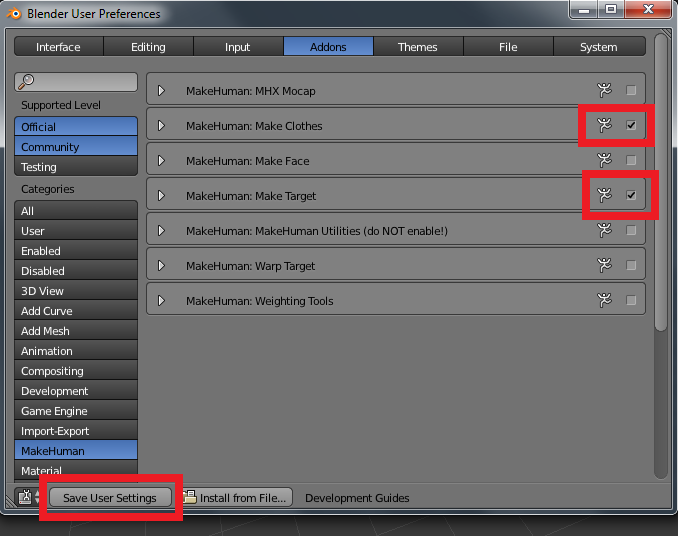 Blender User Preferences
Interface
Editing
Input
Addons
Themes
File
System
Supported Level
Official
Community
Testing
Categories
All
User
Enabled
Disabled
3D View
Add Curve
Add Mesh
Animation
Compositing
Development
Game Engine
Import-Export
MakeHuman
Material
MakeHuman: MHX Mocap
MakeHuman: Make Clothes
MakeHuman: Make Face
MakeHuman: Make Target
MakeHuman: MakeHuman Utilities (do NOT enable!)
MakeHuman: Warp Target
MakeHuman: Weighting Tools
Save User Settings
Install from File...
Development Guides